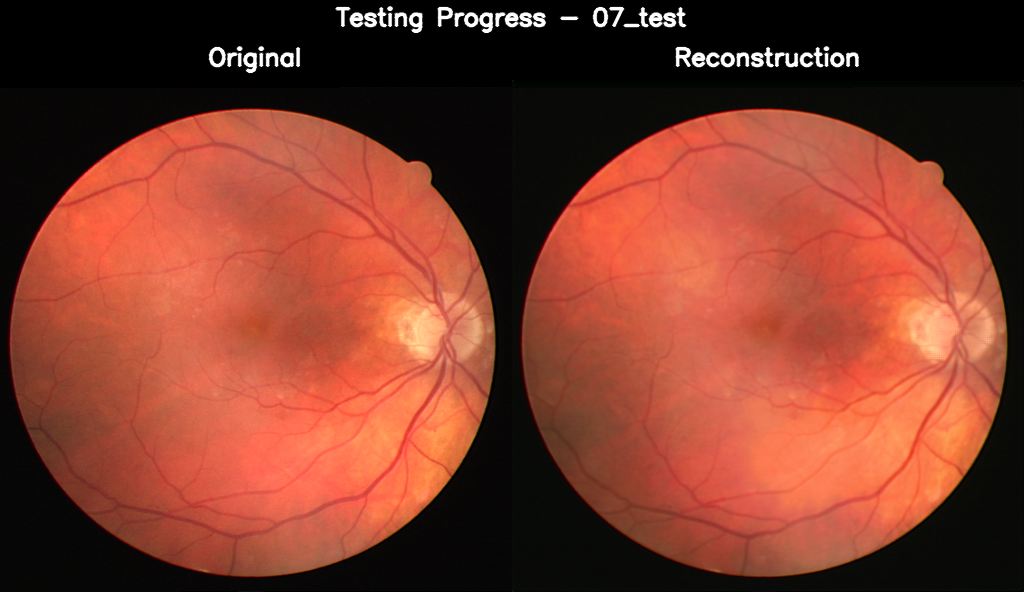 Testing Progress – 07_test
Original
Reconstruction